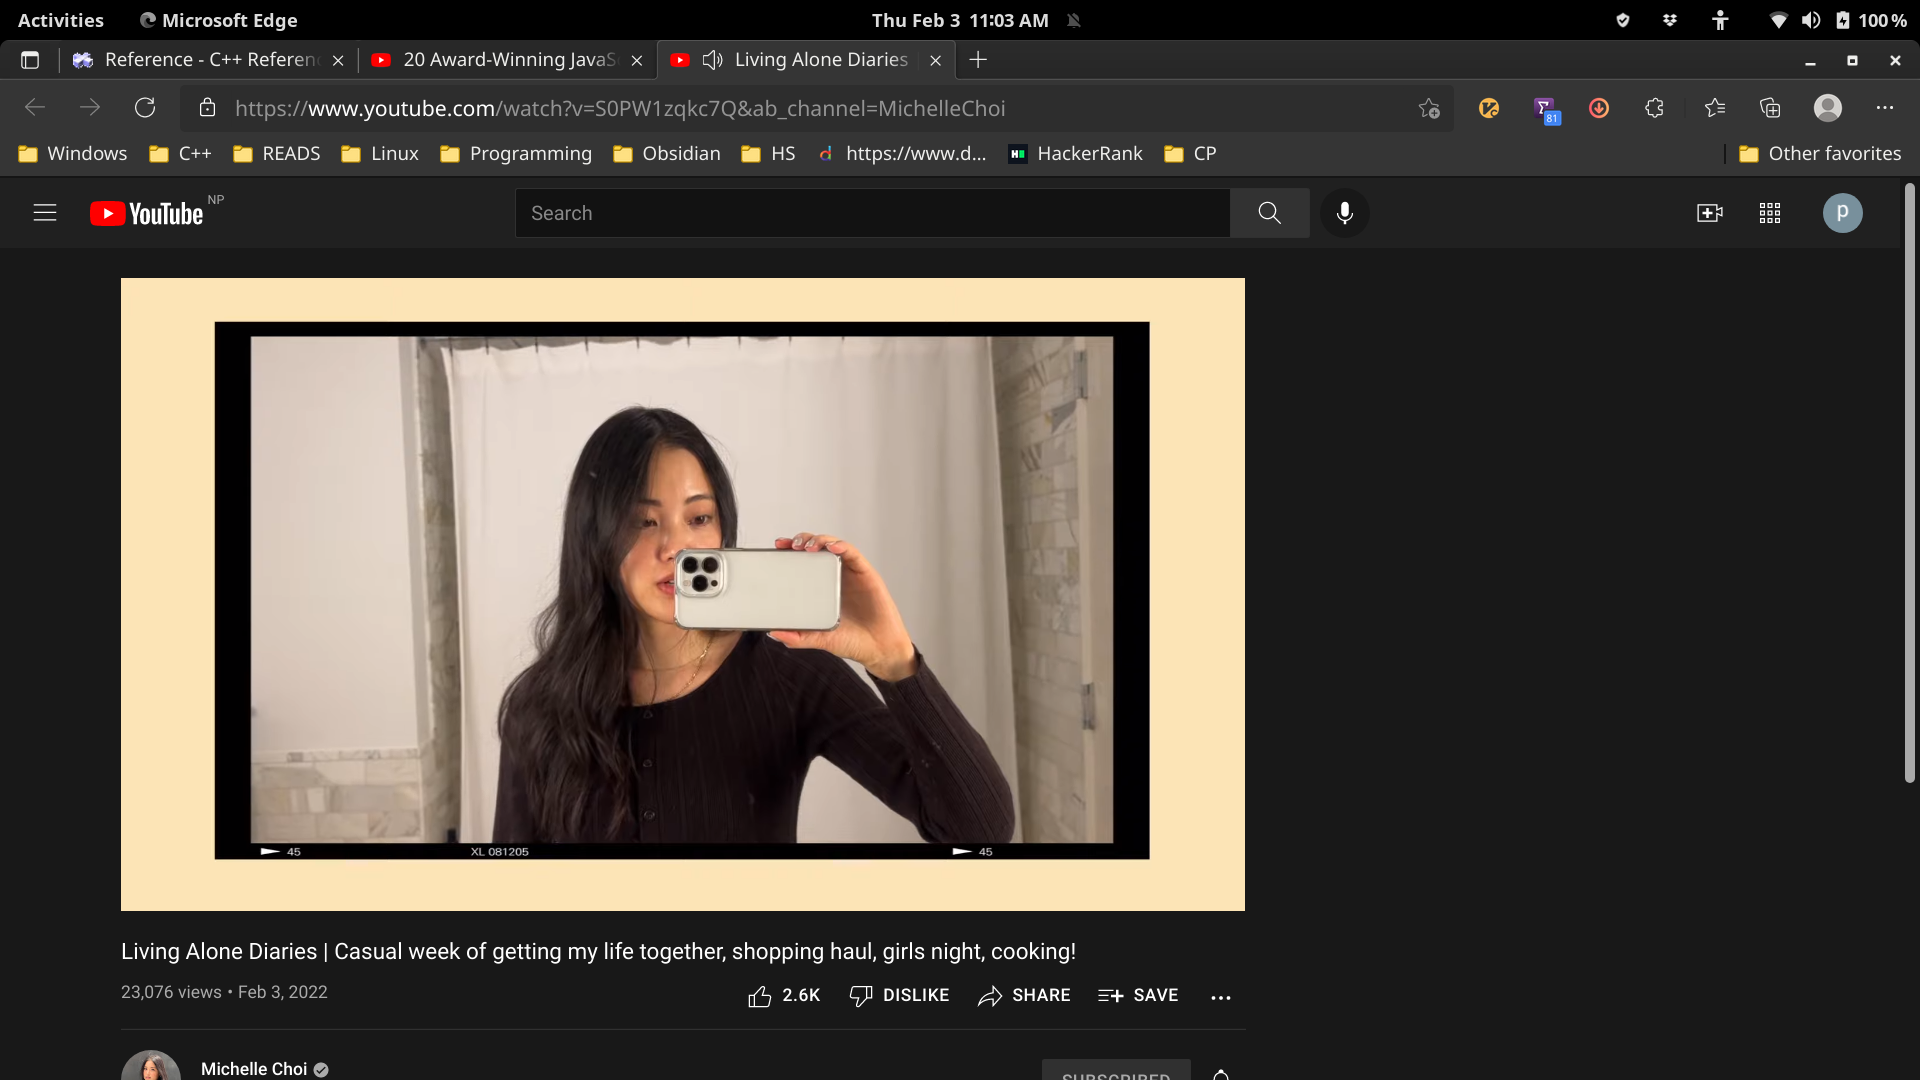 Activities Microsoft Edge Thu Feb 3 11:03 AM 100 %
Reference - C++ Referenc 20 Award-Winning JavaSc Living Alone Diaries
https://www.youtube.com/watch?v=S0PW1zqkc7Q&ab_channel=MichelleChoi 81
Windows C++ READS Linux Programming Obsidian HS https://www.d... HackerRank CP Other favorites
YouTube NP Search p
45 XL 081205 45
Living Alone Diaries | Casual week of getting my life together, shopping haul, girls night, cooking!
23,076 views • Feb 3, 2022 2.6K DISLIKE SHARE SAVE
Michelle Choi SUBSCRIBED